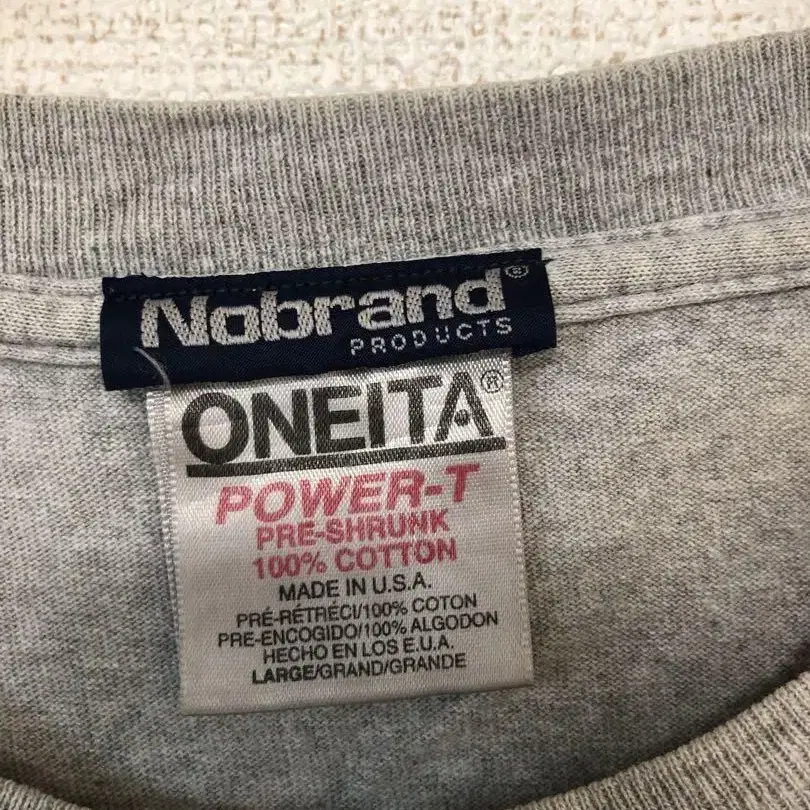 Nobrand®
PRODUCTS
ONEITA®
POWER-T
PRE-SHRUNK
100% COTTON
MADE IN U.S.A.
PRÉ-RÉTRÉCI/100% COTON
PRE-ENCOGIDO/100% ALGODON
HECHO EN LOS E.U.A.
LARGE/GRAND/GRANDE